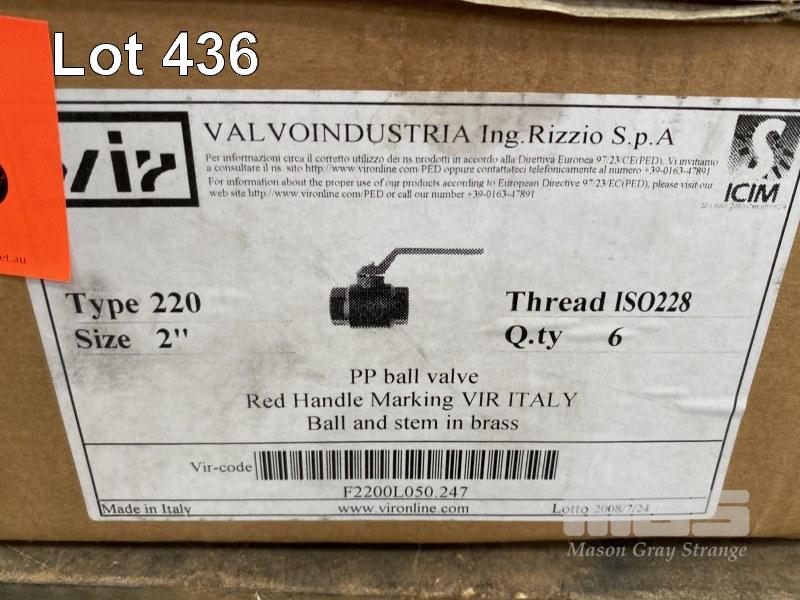 Lot 436
vir
VALVOINDUSTRIA Ing.Rizzio S.p.A
Per informazioni circa il corretto utilizzo dei ns prodotti in accordo alla Direttiva Europea 97/23/CE(PED). Vi invitiamo
a consultare il ns. sito http://www.vironline.com/PED oppure contattateci telefonicamente al numero +39-0163-47891
For information about the proper use of our products according to European Directive 97/23/EC(PED), please visit our
web site http://www.vironline.com/PED or call our number +39-0163-47891
ICIM
et.au
Type 220
Size 2"
Thread ISO228
Q.ty 6
PP ball valve
Red Handle Marking VIR ITALY
Ball and stem in brass
Vir-code
F2200L050.247
Made in Italy
www.vironline.com
Lotto 2008/7/24
MGS
Mason Gray Strange